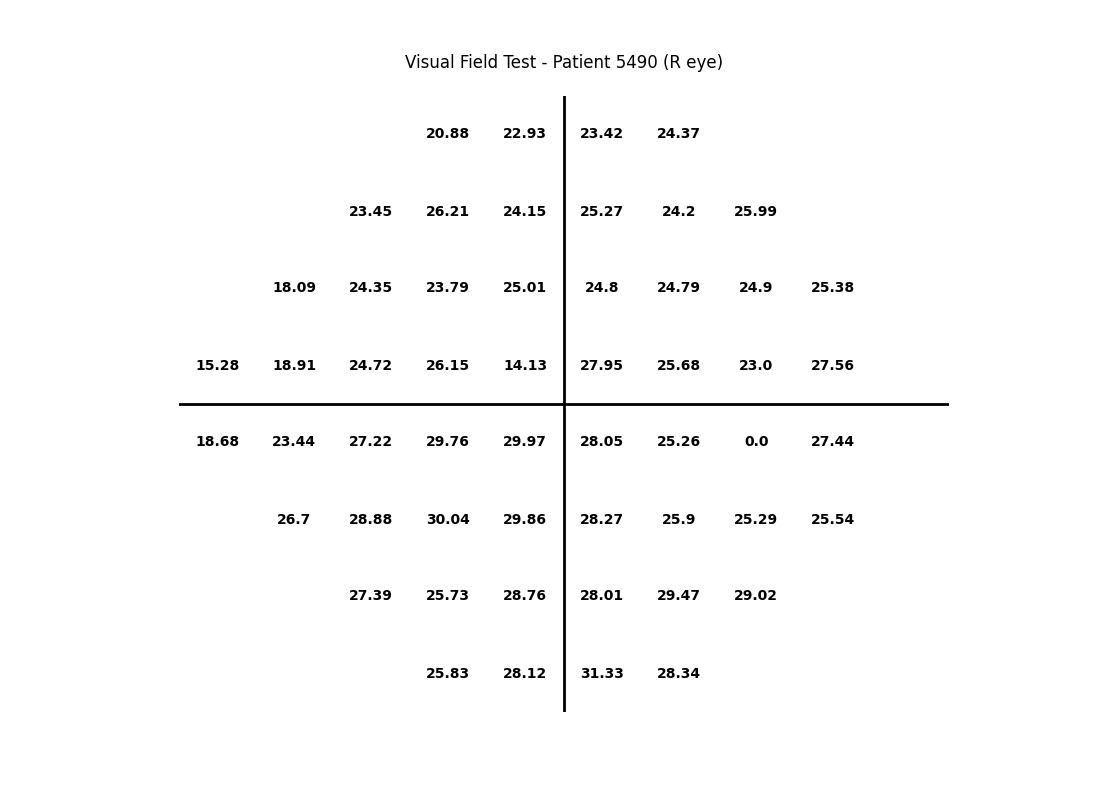 Visual Field Test - Patient 5490 (R eye)
20.88 22.93 23.42 24.37
23.45 26.21 24.15 25.27 24.2 25.99
18.09 24.35 23.79 25.01 24.8 24.79 24.9 25.38
15.28 18.91 24.72 26.15 14.13 27.95 25.68 23.0 27.56
18.68 23.44 27.22 29.76 29.97 28.05 25.26 0.0 27.44
26.7 28.88 30.04 29.86 28.27 25.9 25.29 25.54
27.39 25.73 28.76 28.01 29.47 29.02
25.83 28.12 31.33 28.34